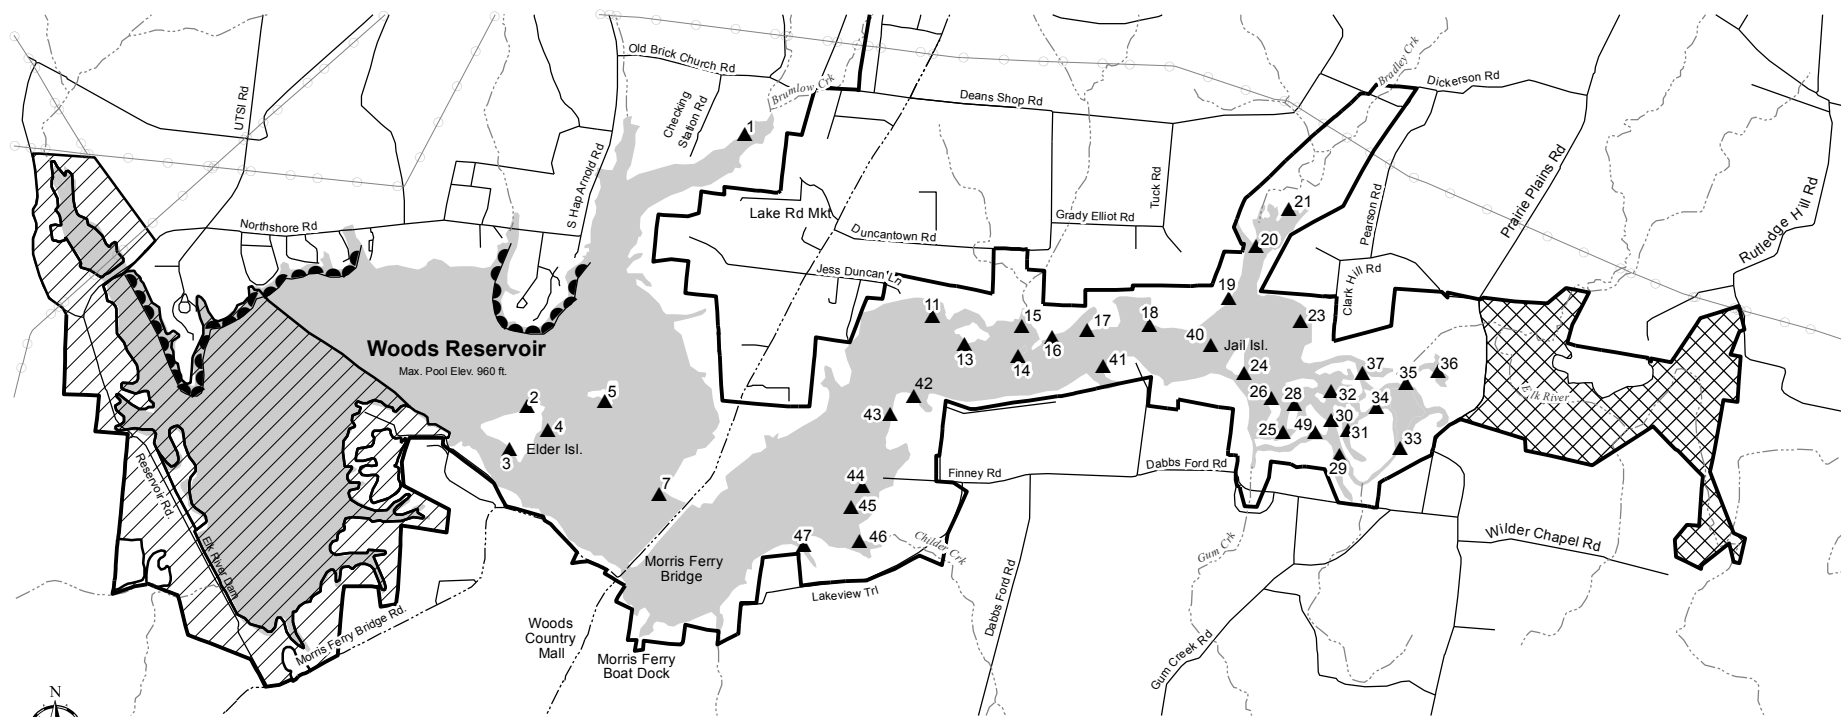 Old Brick Church Rd
Brumlow Crk
Bradley Crk
Dickerson Rd
UTSI Rd
Checking
Station Rd
1
Deans Shop Rd
S Hap Arnold Rd
Tuck Rd
Prairie Plains Rd
Rutledge Hill Rd
Pearson Rd
Northshore Rd
Lake Rd Mkt
Grady Elliot Rd
21
Duncantown Rd
20
Jess Duncan Ln
Clark Hill Rd
19
11
15
17
18
23
16
13
14
40
Jail Isl.
Woods Reservoir
Max. Pool Elev. 960 ft.
41
24
37
35
36
42
5
2
26
28
32
34
Elk River
43
4
30
25
49
31
3
Elder Isl.
33
29
Reservoir Rd.
Finney Rd
Dabbs Ford Rd
7
44
45
46
47
Childer Crk
Gum Crk
Wilder Chapel Rd
Elk River Dam
Morris Ferry
Bridge
Lakeview Trl
Dabbs Ford Rd
Morris Ferry Bridge Rd.
Woods
Country
Mall
Morris Ferry
Boat Dock
Gum Creek Rd
N